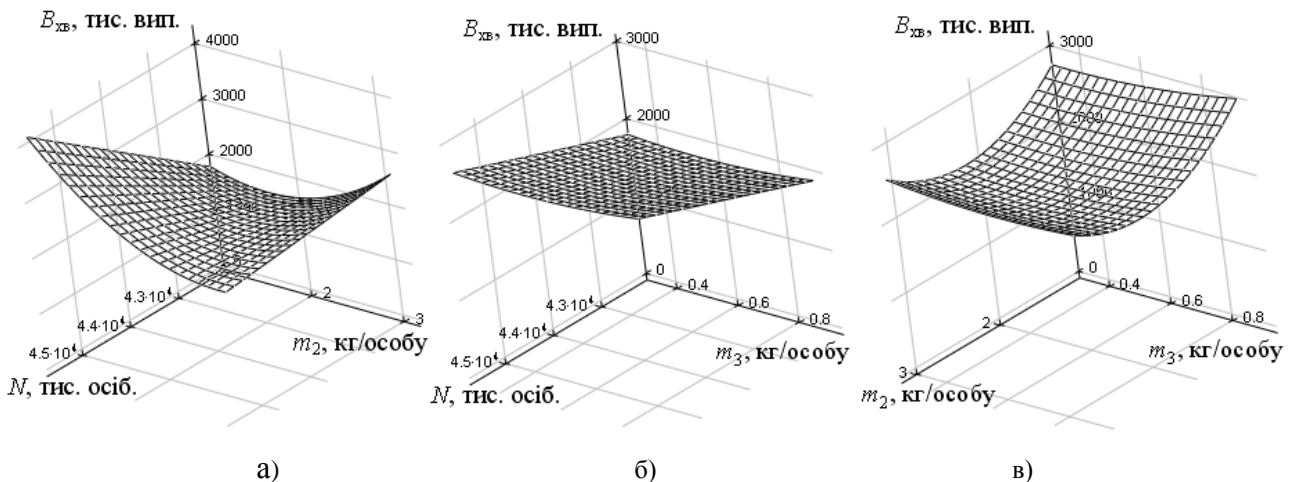 B_хв, тис. вип.
4000
3000
2000
4.3·10⁴
4.4·10⁴
4.5·10⁴
N, тис. осіб.
2
3
m₂, кг/особу
а)
B_хв, тис. вип.
3000
2000
0
0.4
0.6
0.8
m₃, кг/особу
4.3·10⁴
4.4·10⁴
4.5·10⁴
N, тис. осіб.
б)
B_хв, тис. вип.
3000
0
0.4
0.6
0.8
m₃, кг/особу
2
3
m₂, кг/особу
в)